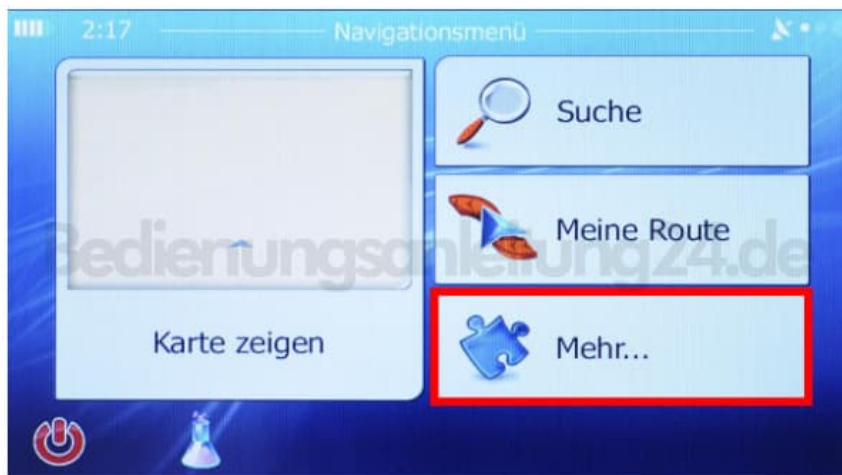 2:17 Navigationsmenü
Suche
Meine Route
Bedienungsanleitung24.de
Karte zeigen
Mehr...